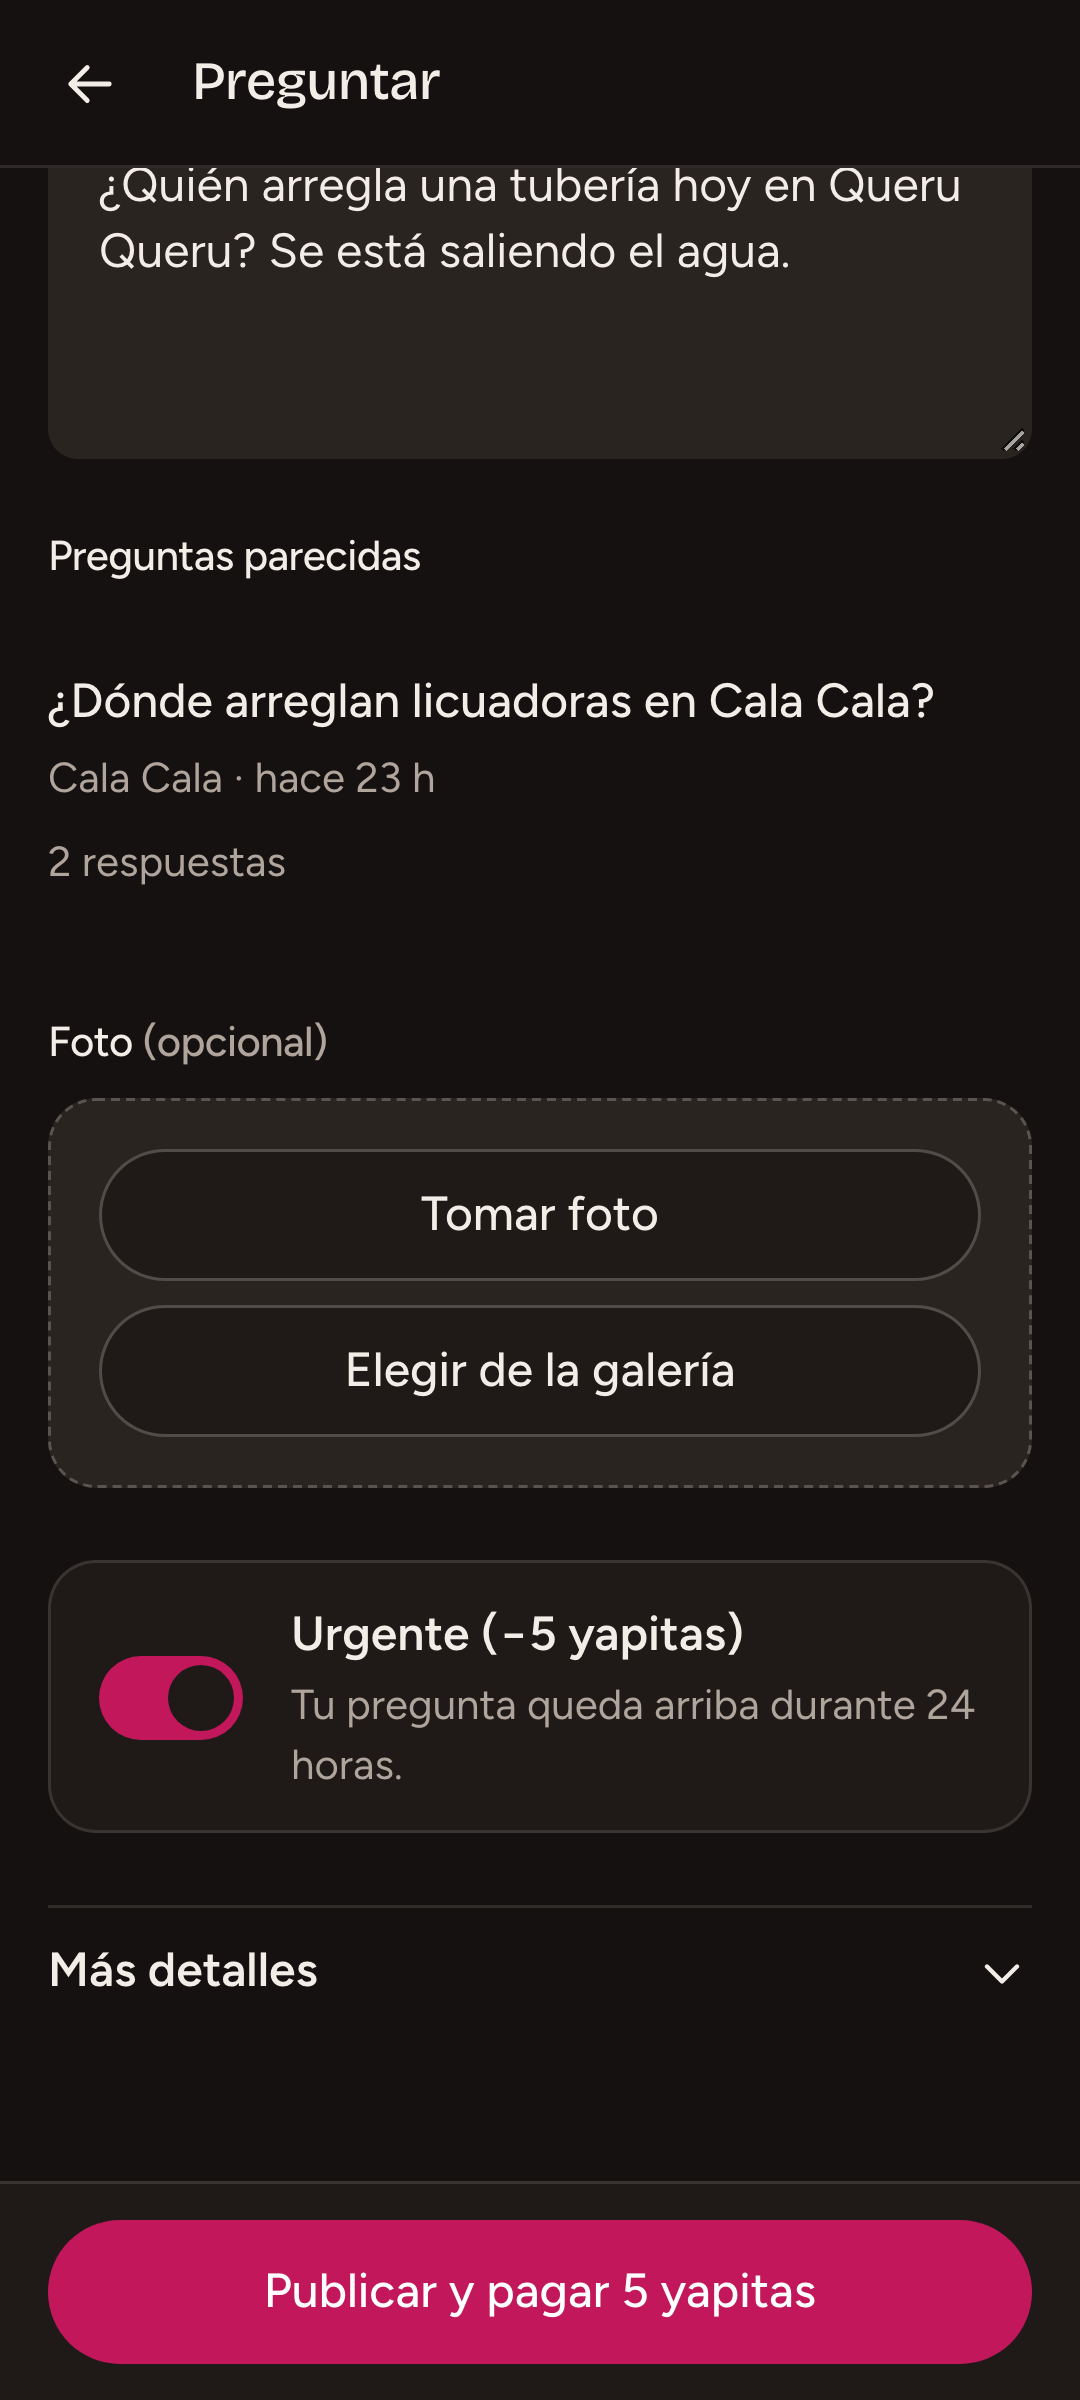 Preguntar
¿Quién arregla una tubería hoy en Queru
Queru? Se está saliendo el agua.
Preguntas parecidas
¿Dónde arreglan licuadoras en Cala Cala?
Cala Cala · hace 23 h
2 respuestas
Foto (opcional)
Tomar foto
Elegir de la galería
Urgente (−5 yapitas)
Tu pregunta queda arriba durante 24
horas.
Más detalles
Publicar y pagar 5 yapitas